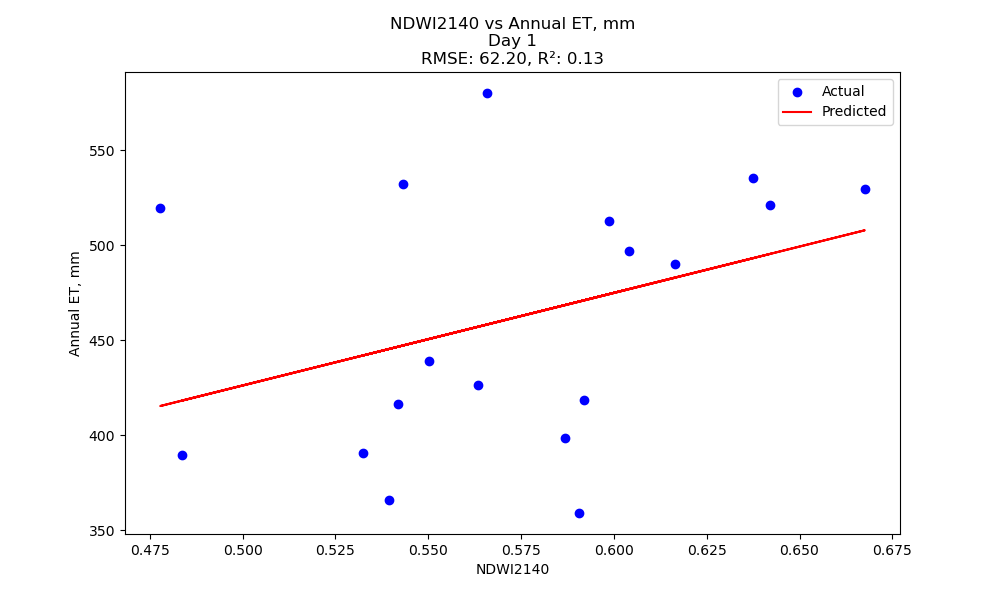 NDWI2140 vs Annual ET, mm
Day 1
RMSE: 62.20, R²: 0.13
Actual
Predicted
Annual ET, mm
550
500
450
400
350
0.475 0.500 0.525 0.550 0.575 0.600 0.625 0.650 0.675
NDWI2140